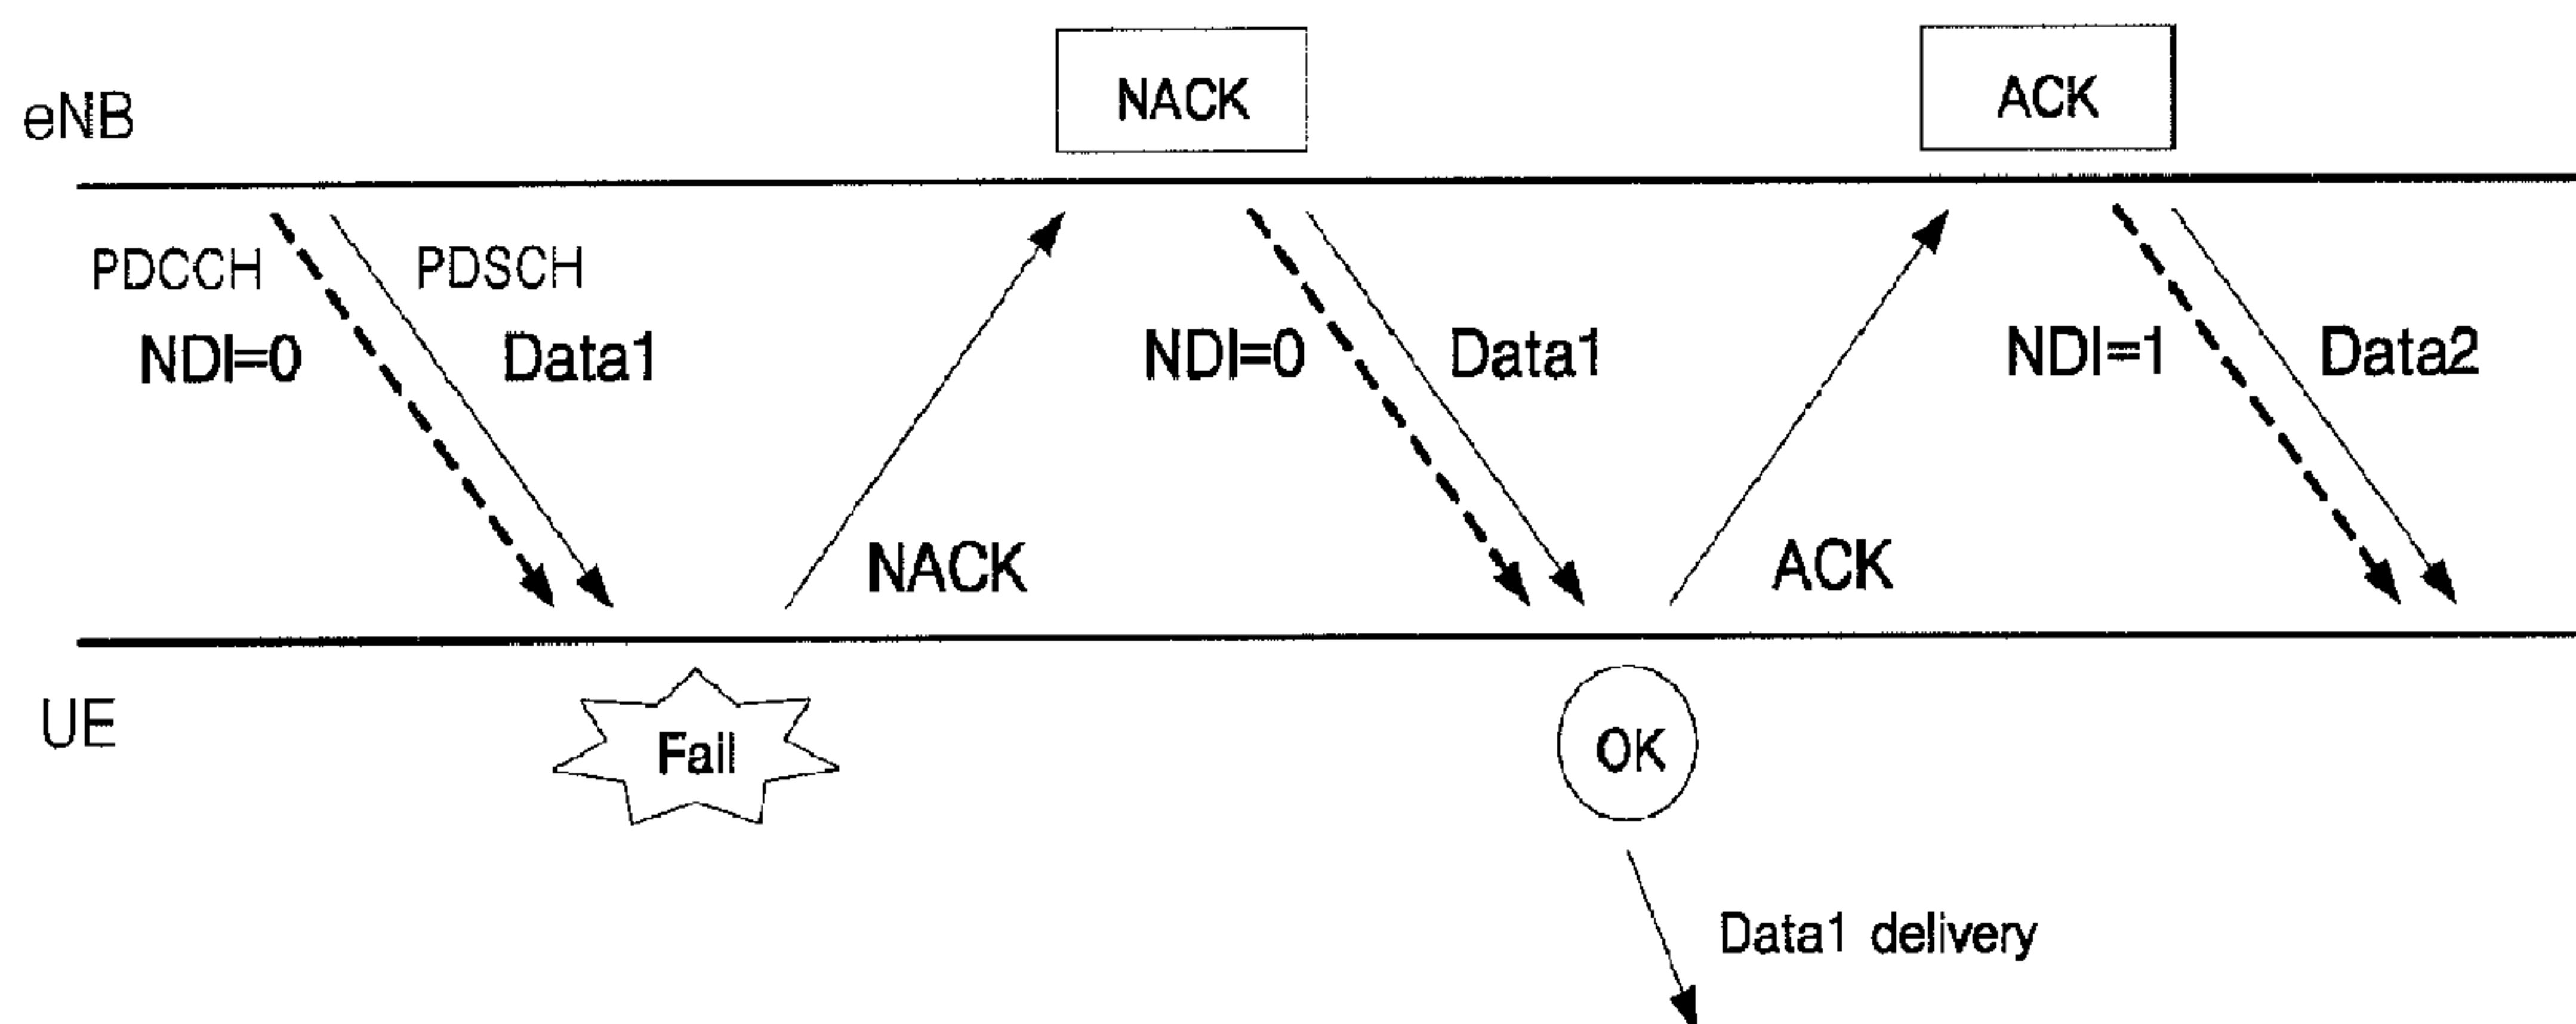 NACK
ACK
eNB
PDCCH
PDSCH
NDI=0
Data1
NDI=0
Data1
NDI=1
Data2
NACK
ACK
UE
Fail
OK
Data1 delivery